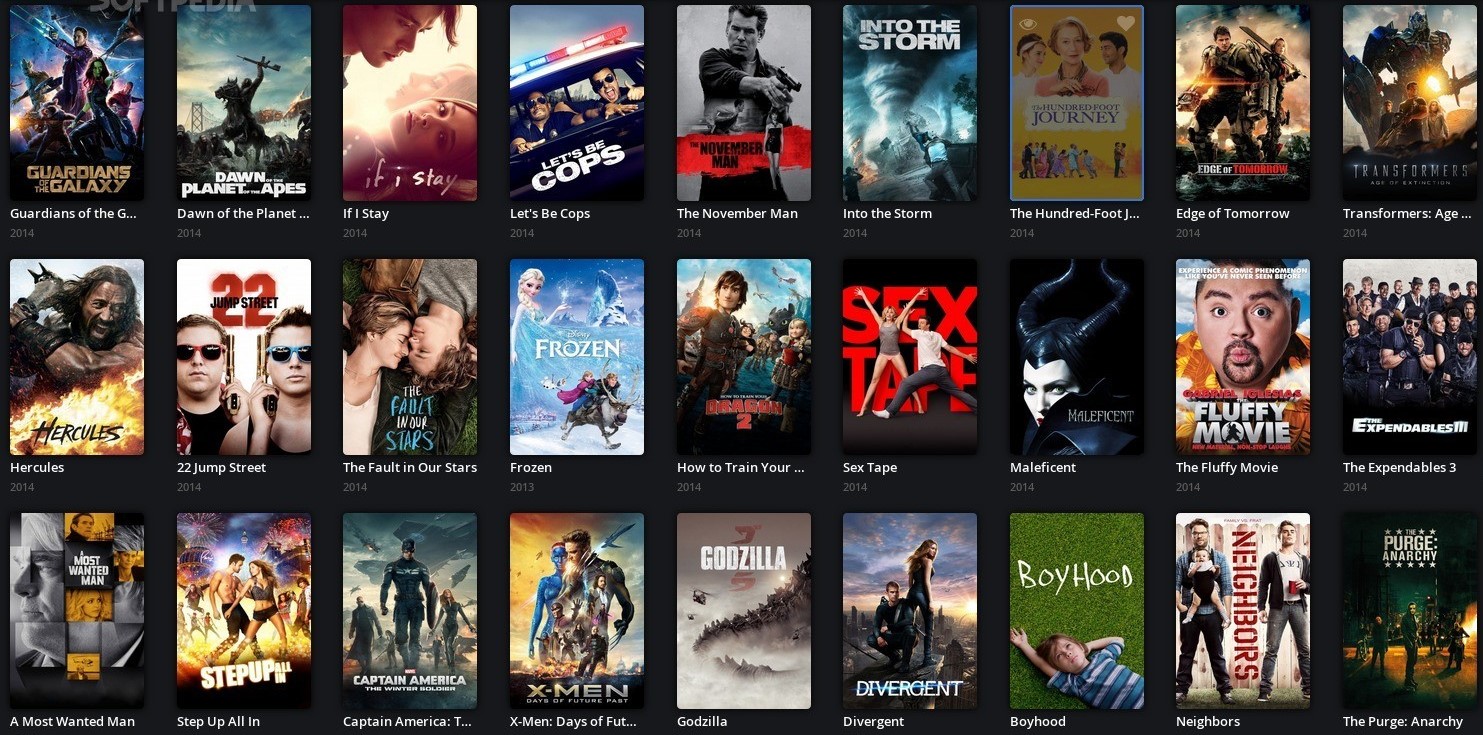 SOFTPEDIA
GUARDIANS
OF THE
GALAXY
DAWN OF THE
PLANET OF THE APES
if i stay
LET'S BE
COPS
THE NOVEMBER
MAN
INTO THE
STORM
THE HUNDRED-FOOT
JOURNEY
EDGE OF TOMORROW
TRANSFORMERS
AGE OF EXTINCTION
Guardians of the G...
Dawn of the Planet ...
If I Stay
Let's Be Cops
The November Man
Into the Storm
The Hundred-Foot J...
Edge of Tomorrow
Transformers: Age ...
2014
2014
2014
2014
2014
2014
2014
2014
2014
HERCULES
22
JUMP STREET
THE
FAULT
IN OUR
STARS
Disney
FROZEN
HOW TO TRAIN YOUR
DRAGON
2
SEX
TAPE
MALEFICENT
EXPERIENCE A COMIC PHENOMENON
LIKE YOU'VE NEVER SEEN BEFORE
GABRIEL IGLESIAS
THE
FLUFFY
MOVIE
NEW MATERIAL. NON-STOP LAUGHS
THE
EXPENDABLES III
Hercules
22 Jump Street
The Fault in Our Stars
Frozen
How to Train Your ...
Sex Tape
Maleficent
The Fluffy Movie
The Expendables 3
2014
2014
2014
2013
2014
2014
2014
2014
2014
A
MOST
WANTED
MAN
STEP UP ALL IN
MARVEL
CAPTAIN AMERICA
THE WINTER SOLDIER
X-MEN
DAYS OF FUTURE PAST
GODZILLA
DIVERGENT
BOYHOOD
FAMILY VS. FRAT
NEIGHBORS
THE
PURGE:
ANARCHY
A Most Wanted Man
Step Up All In
Captain America: T...
X-Men: Days of Fut...
Godzilla
Divergent
Boyhood
Neighbors
The Purge: Anarchy